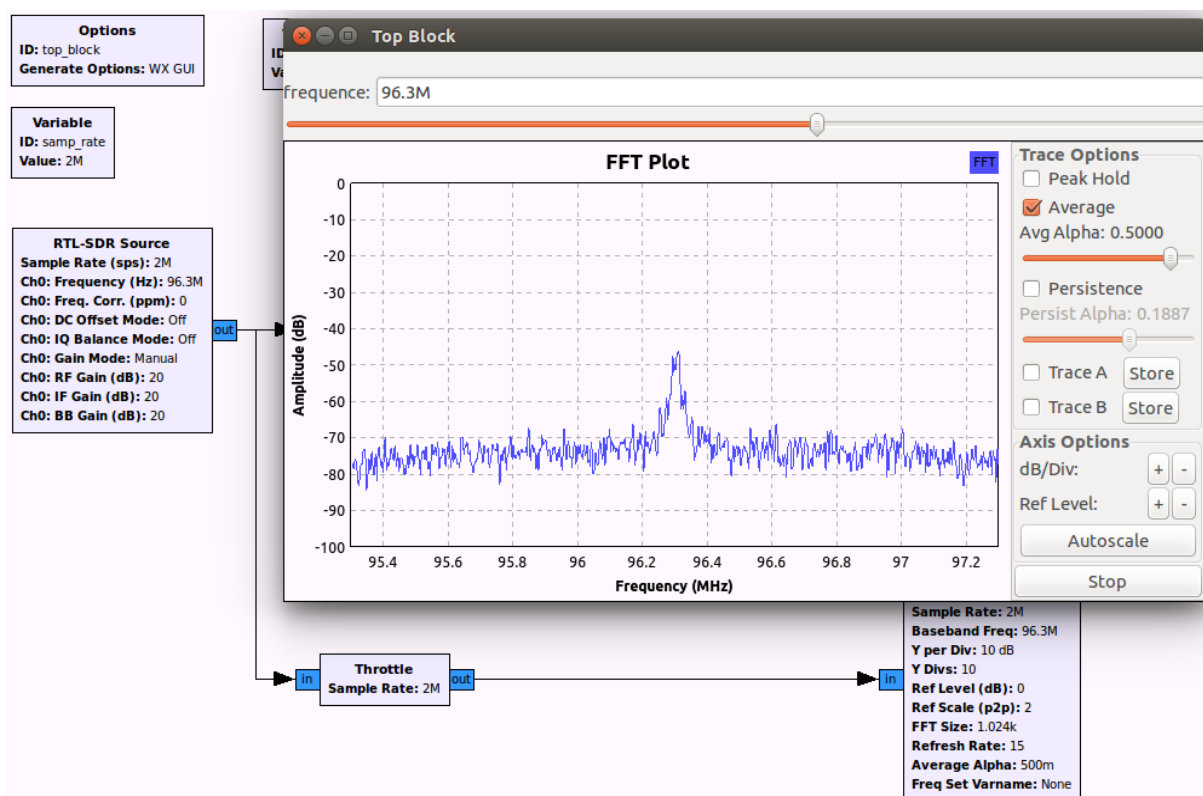 Options
ID: top_block
Generate Options: WX GUI
Variable
ID: samp_rate
Value: 2M
RTL-SDR Source
Sample Rate (sps): 2M
Ch0: Frequency (Hz): 96.3M
Ch0: Freq. Corr. (ppm): 0
Ch0: DC Offset Mode: Off
Ch0: IQ Balance Mode: Off
Ch0: Gain Mode: Manual
Ch0: RF Gain (dB): 20
Ch0: IF Gain (dB): 20
Ch0: BB Gain (dB): 20
out
Top Block
frequence: 96.3M
FFT Plot
FFT
0
-10
-20
-30
-40
-50
-60
-70
-80
-90
-100
Amplitude (dB)
95.4 95.6 95.8 96 96.2 96.4 96.6 96.8 97 97.2
Frequency (MHz)
Trace Options
Peak Hold
Average
Avg Alpha: 0.5000
Persistence
Persist Alpha: 0.1887
Trace A Store
Trace B Store
Axis Options
dB/Div: + -
Ref Level: + -
Autoscale
Stop
in
Throttle
Sample Rate: 2M
out
in
Sample Rate: 2M
Baseband Freq: 96.3M
Y per Div: 10 dB
Y Divs: 10
Ref Level (dB): 0
Ref Scale (p2p): 2
FFT Size: 1.024k
Refresh Rate: 15
Average Alpha: 500m
Freq Set Varname: None